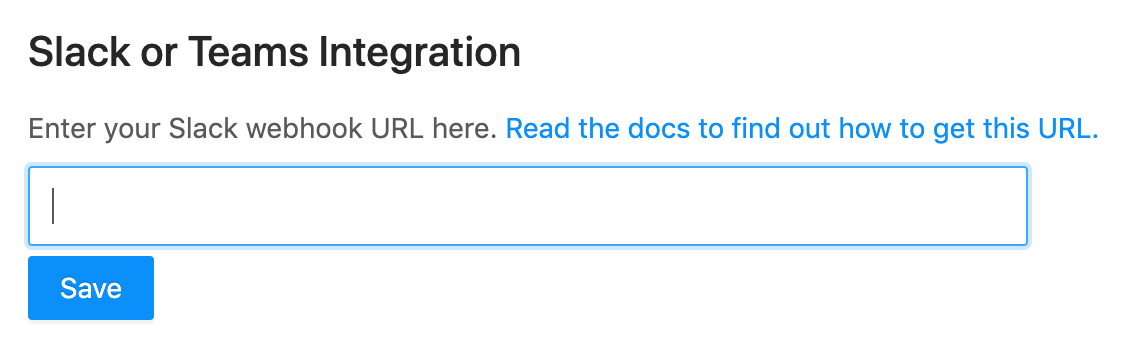 Slack or Teams Integration
Enter your Slack webhook URL here. Read the docs to find out how to get this URL.
Save